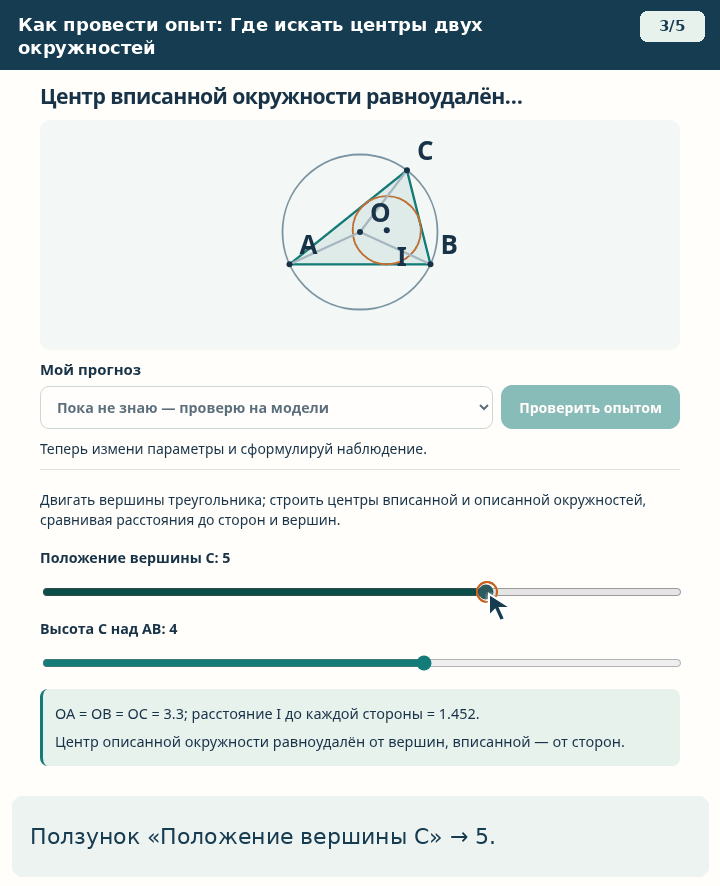 Как провести опыт: Где искать центры двух
окружностей
3/5
Центр вписанной окружности равноудалён...
C
O
A
B
I
Мой прогноз
Пока не знаю — проверю на модели
Проверить опытом
Теперь измени параметры и сформулируй наблюдение.
Двигать вершины треугольника; строить центры вписанной и описанной окружностей,
сравнивая расстояния до сторон и вершин.
Положение вершины C: 5
Высота C над AB: 4
OA = OB = OC = 3.3; расстояние I до каждой стороны = 1.452.
Центр описанной окружности равноудалён от вершин, вписанной — от сторон.
Ползунок «Положение вершины C» → 5.